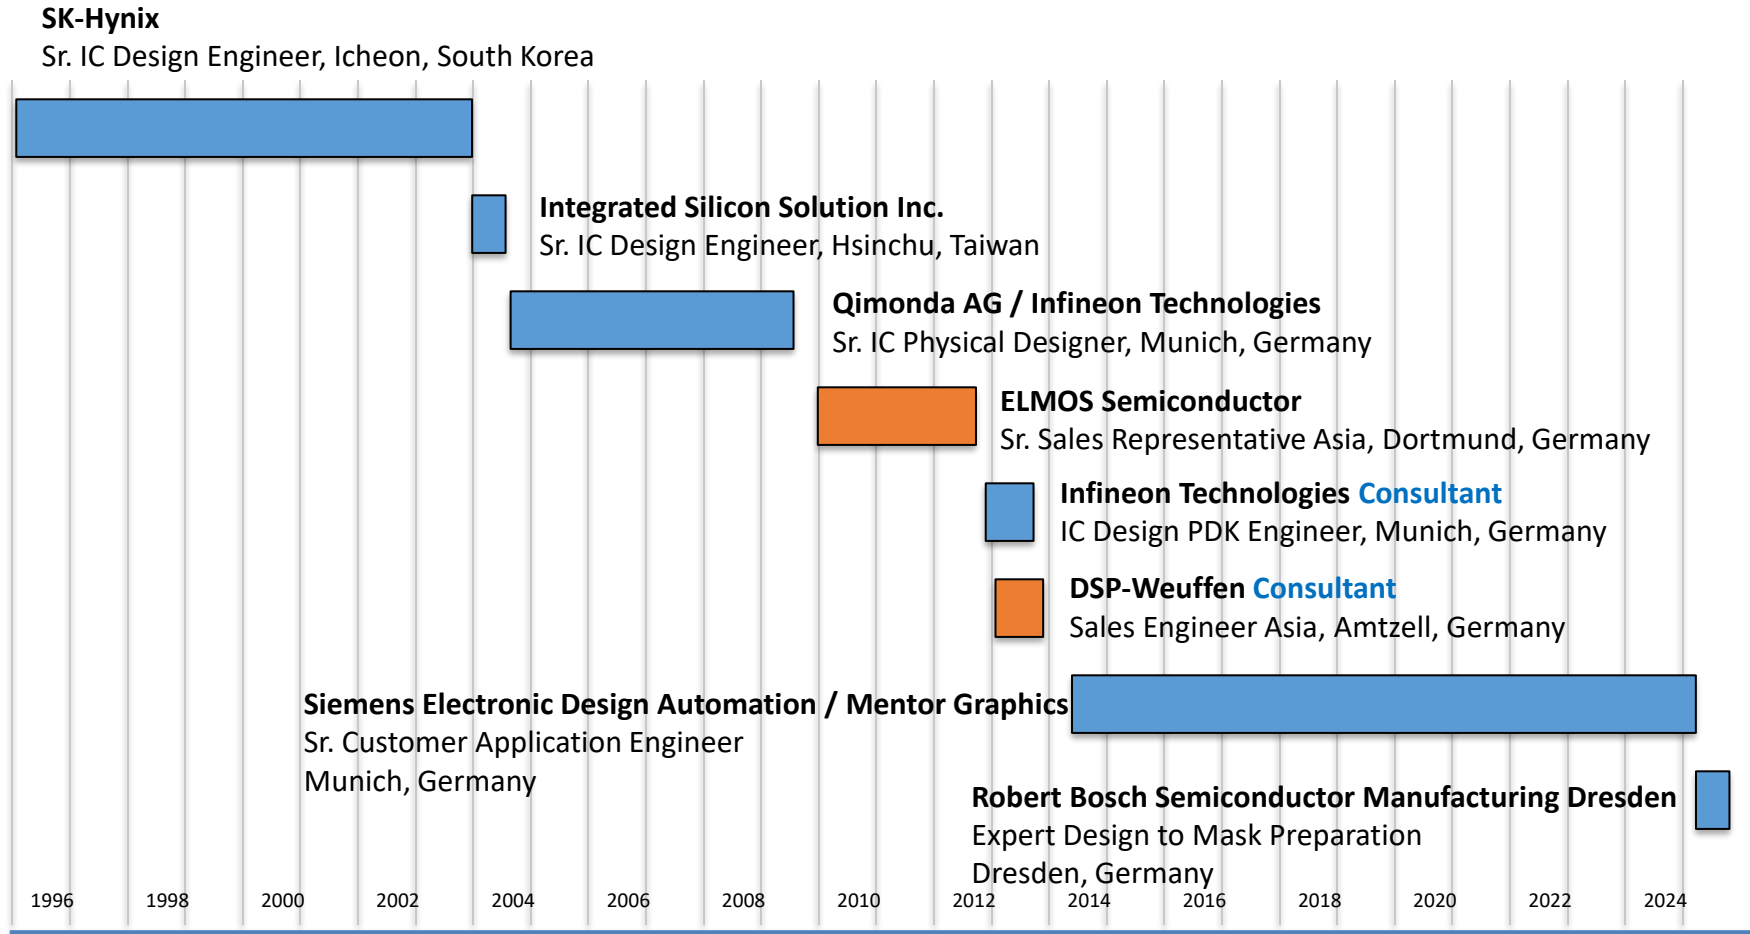 SK-Hynix
Sr. IC Design Engineer, Icheon, South Korea
Integrated Silicon Solution Inc.
Sr. IC Design Engineer, Hsinchu, Taiwan
Qimonda AG / Infineon Technologies
Sr. IC Physical Designer, Munich, Germany
ELMOS Semiconductor
Sr. Sales Representative Asia, Dortmund, Germany
Infineon Technologies Consultant
IC Design PDK Engineer, Munich, Germany
DSP-Weuffen Consultant
Sales Engineer Asia, Amtzell, Germany
Siemens Electronic Design Automation / Mentor Graphics
Sr. Customer Application Engineer
Munich, Germany
Robert Bosch Semiconductor Manufacturing Dresden
Expert Design to Mask Preparation
Dresden, Germany
1996 1998 2000 2002 2004 2006 2008 2010 2012 2014 2016 2018 2020 2022 2024